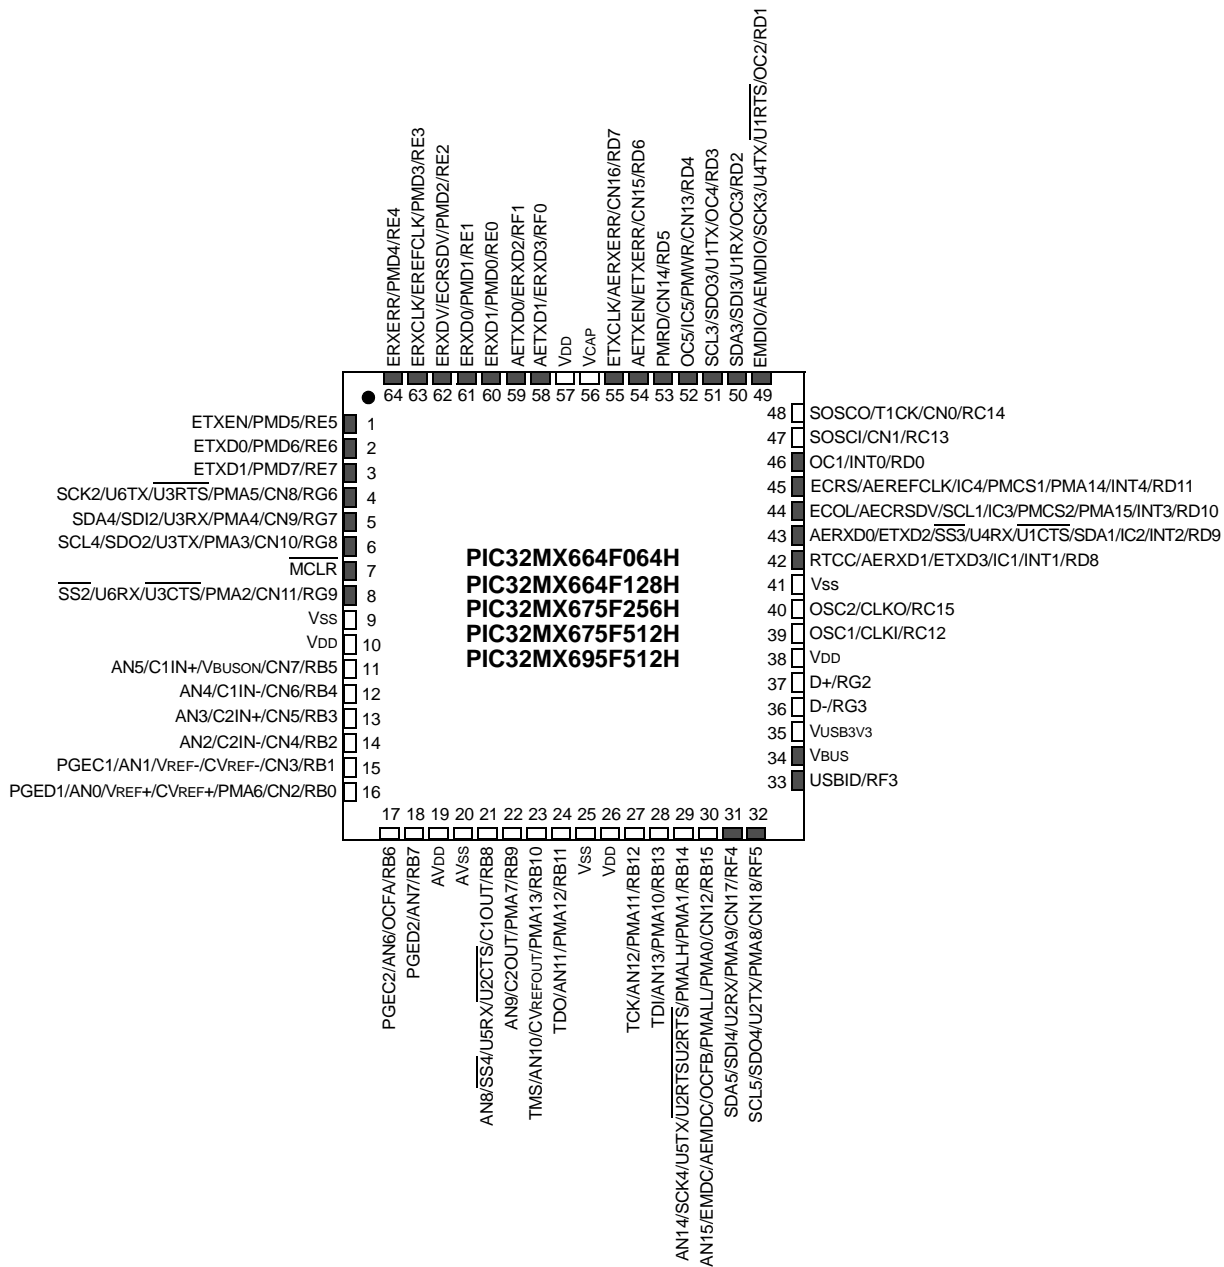 ERXERR/PMD4/RE4
ERXCLK/EREFCLK/PMD3/RE3
ERXDV/ECRSDV/PMD2/RE2
ERXD0/PMD1/RE1
ERXD1/PMD0/RE0
AETXD0/ERXD2/RF1
AETXD1/ERXD3/RF0
VDD
VCAP
ETXCLK/AERXERR/CN16/RD7
AETXEN/ETXERR/CN15/RD6
PMRD/CN14/RD5
OC5/IC5/PMWR/CN13/RD4
SCL3/SDO3/U1TX/OC4/RD3
SDA3/SDI3/U1RX/OC3/RD2
EMDIO/AEMDIO/SCK3/U4TX/U1RTS/OC2/RD1
64 63 62 61 60 59 58 57 56 55 54 53 52 51 50 49
ETXEN/PMD5/RE5 1
ETXD0/PMD6/RE6 2
ETXD1/PMD7/RE7 3
SCK2/U6TX/U3RTS/PMA5/CN8/RG6 4
SDA4/SDI2/U3RX/PMA4/CN9/RG7 5
SCL4/SDO2/U3TX/PMA3/CN10/RG8 6
MCLR 7
SS2/U6RX/U3CTS/PMA2/CN11/RG9 8
VSS 9
VDD 10
AN5/C1IN+/VBUSON/CN7/RB5 11
AN4/C1IN-/CN6/RB4 12
AN3/C2IN+/CN5/RB3 13
AN2/C2IN-/CN4/RB2 14
PGEC1/AN1/VREF-/CVREF-/CN3/RB1 15
PGED1/AN0/VREF+/CVREF+/PMA6/CN2/RB0 16
PIC32MX664F064H
PIC32MX664F128H
PIC32MX675F256H
PIC32MX675F512H
PIC32MX695F512H
48 SOSCO/T1CK/CN0/RC14
47 SOSCI/CN1/RC13
46 OC1/INT0/RD0
45 ECRS/AEREFCLK/IC4/PMCS1/PMA14/INT4/RD11
44 ECOL/AECRSDV/SCL1/IC3/PMCS2/PMA15/INT3/RD10
43 AERXD0/ETXD2/SS3/U4RX/U1CTS/SDA1/IC2/INT2/RD9
42 RTCC/AERXD1/ETXD3/IC1/INT1/RD8
41 Vss
40 OSC2/CLKO/RC15
39 OSC1/CLKI/RC12
38 VDD
37 D+/RG2
36 D-/RG3
35 VUSB3V3
34 VBUS
33 USBID/RF3
17 18 19 20 21 22 23 24 25 26 27 28 29 30 31 32
PGEC2/AN6/OCFA/RB6
PGED2/AN7/RB7
AVDD
AVSS
AN8/SS4/U5RX/U2CTS/C1OUT/RB8
AN9/C2OUT/PMA7/RB9
TMS/AN10/CVREFOUT/PMA13/RB10
TDO/AN11/PMA12/RB11
VSS
VDD
TCK/AN12/PMA11/RB12
TDI/AN13/PMA10/RB13
AN14/SCK4/U5TX/U2RTSU2RTS/PMALH/PMA1/RB14
AN15/EMDC/AEMDC/OCFB/PMALL/PMA0/CN12/RB15
SDA5/SDI4/U2RX/PMA9/CN17/RF4
SCL5/SDO4/U2TX/PMA8/CN18/RF5